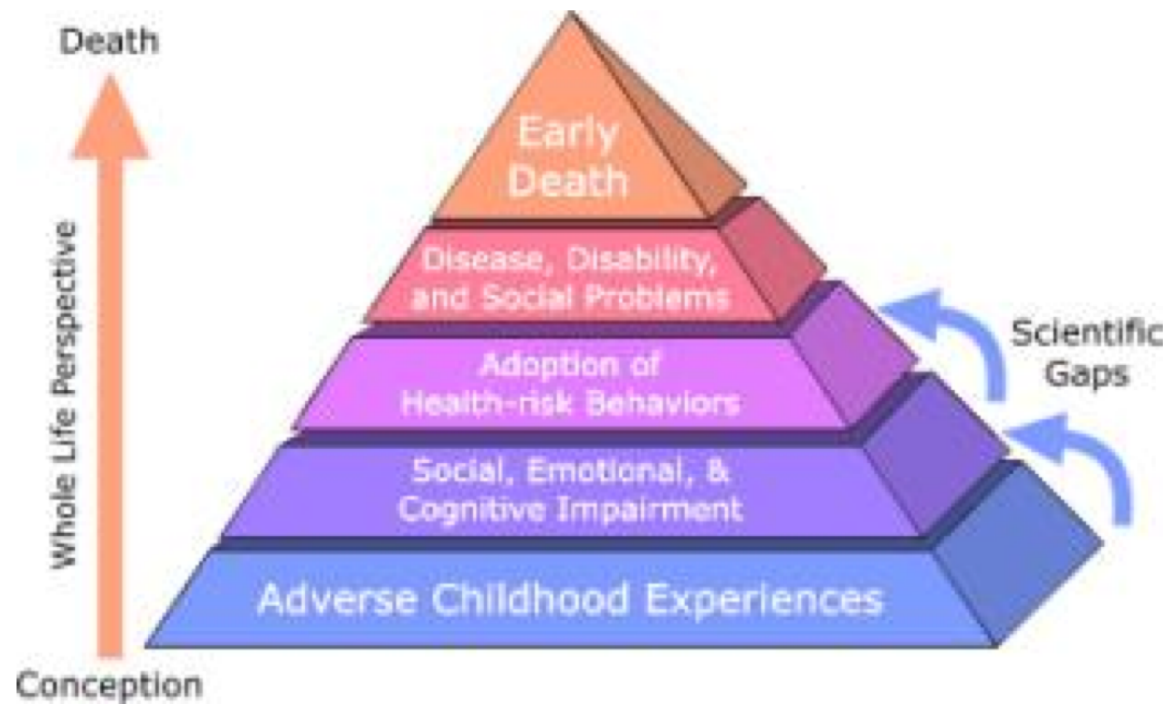 Death
Whole Life Perspective
Conception
Early
Death
Disease, Disability,
and Social Problems
Adoption of
Health-risk Behaviors
Social, Emotional, &
Cognitive Impairment
Adverse Childhood Experiences
Scientific
Gaps